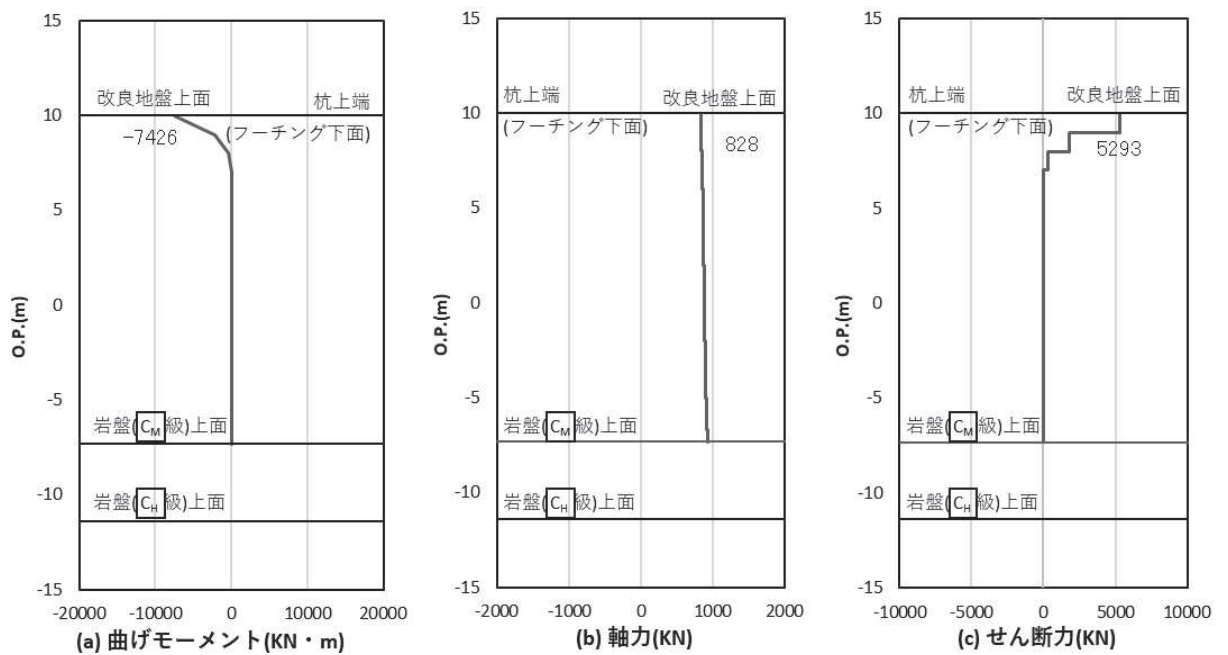 15
10
5
0
-5
-10
-15
O.P.(m)
改良地盤上面
杭上端
−7426
(フーチング下面)
岩盤(CM級)上面
岩盤(CH級)上面
-20000 -10000 0 10000 20000
(a) 曲げモーメント(KN・m)
15
10
5
0
-5
-10
-15
O.P.(m)
杭上端
改良地盤上面
(フーチング下面)
828
岩盤(CM級)上面
岩盤(CH級)上面
-2000 -1000 0 1000 2000
(b) 軸力(KN)
15
10
5
0
-5
-10
-15
O.P.(m)
杭上端
改良地盤上面
(フーチング下面)
5293
岩盤(CM級)上面
岩盤(CH級)上面
-10000 -5000 0 5000 10000
(c) せん断力(KN)